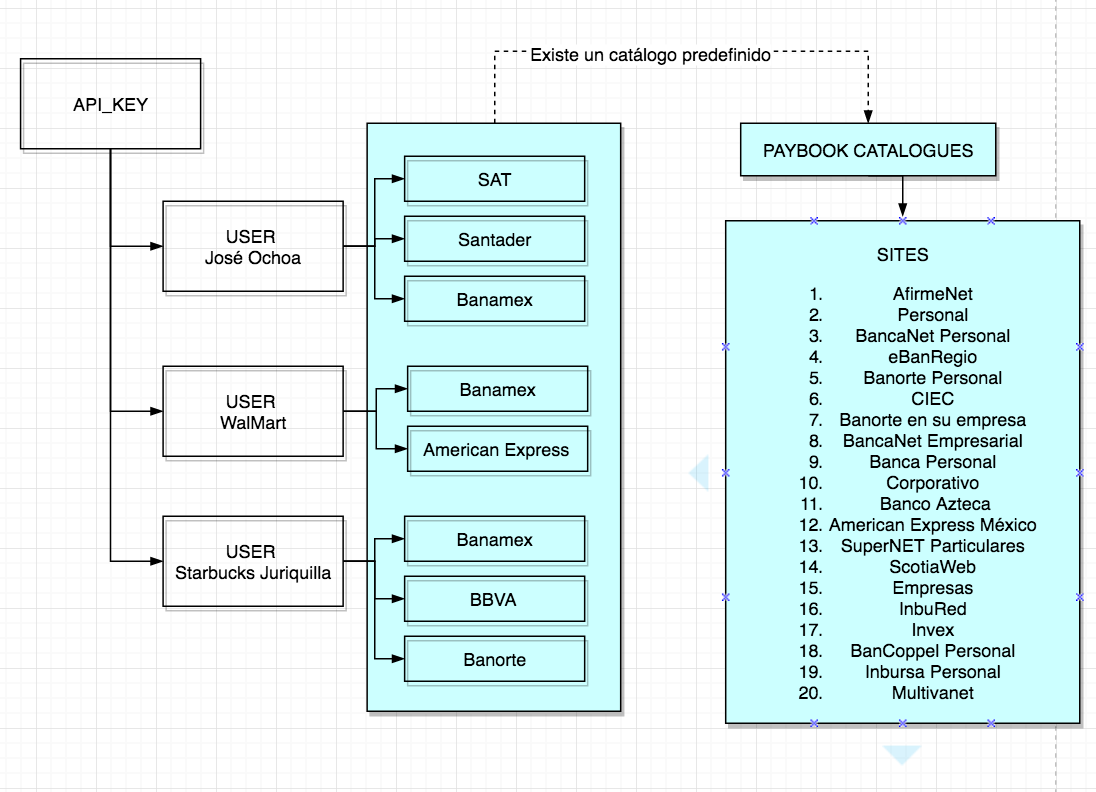 Existe un catálogo predefinido
API_KEY
PAYBOOK CATALOGUES
USER
José Ochoa
SAT
Santader
Banamex
USER
WalMart
Banamex
American Express
USER
Starbucks Juriquilla
Banamex
BBVA
Banorte
SITES
1. AfirmeNet
2. Personal
3. BancaNet Personal
4. eBanRegio
5. Banorte Personal
6. CIEC
7. Banorte en su empresa
8. BancaNet Empresarial
9. Banca Personal
10. Corporativo
11. Banco Azteca
12. American Express México
13. SuperNET Particulares
14. ScotiaWeb
15. Empresas
16. InbuRed
17. Invex
18. BanCoppel Personal
19. Inbursa Personal
20. Multivanet